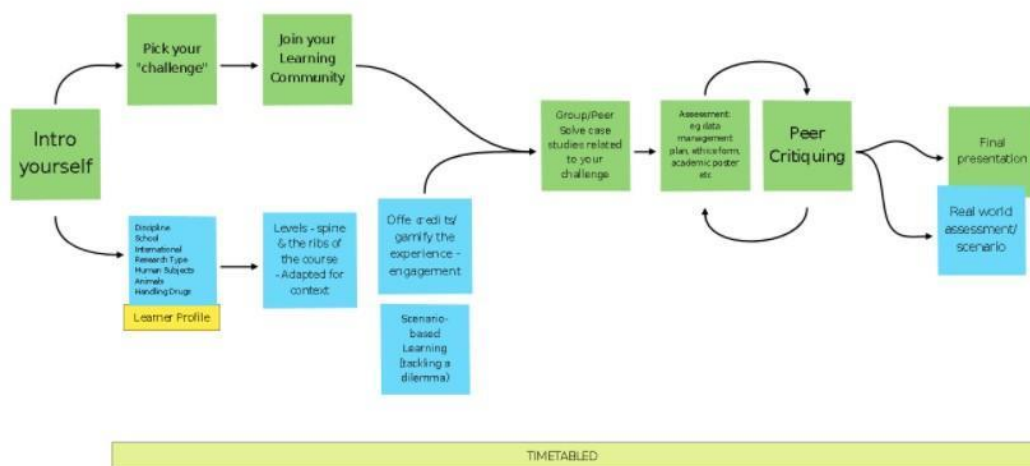 Intro
yourself
Pick your
"challenge"
Join your
Learning
Community
Discipline
School
International
Research Type
Human Subjects
Animals
Handling Drugs
Learner Profile
Levels - spine
& the ribs of
the course
- Adapted for
context
Offe credits/
gamify the
experience -
engagement
Scenario-
based
Learning
(tackling a
dilemma)
Group/Peer
Solve case
studies related
to your
challenge
Assessment:
eg data
management
plan, ethics form,
academic poster
etc
Peer
Critiquing
Final
presentation
Real world
assessment/
scenario
TIMETABLED